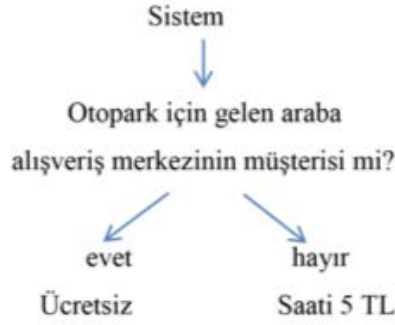 Sistem
Otopark için gelen araba
alışveriş merkezinin müşterisi mi?
evet hayır
Ücretsiz Saati 5 TL